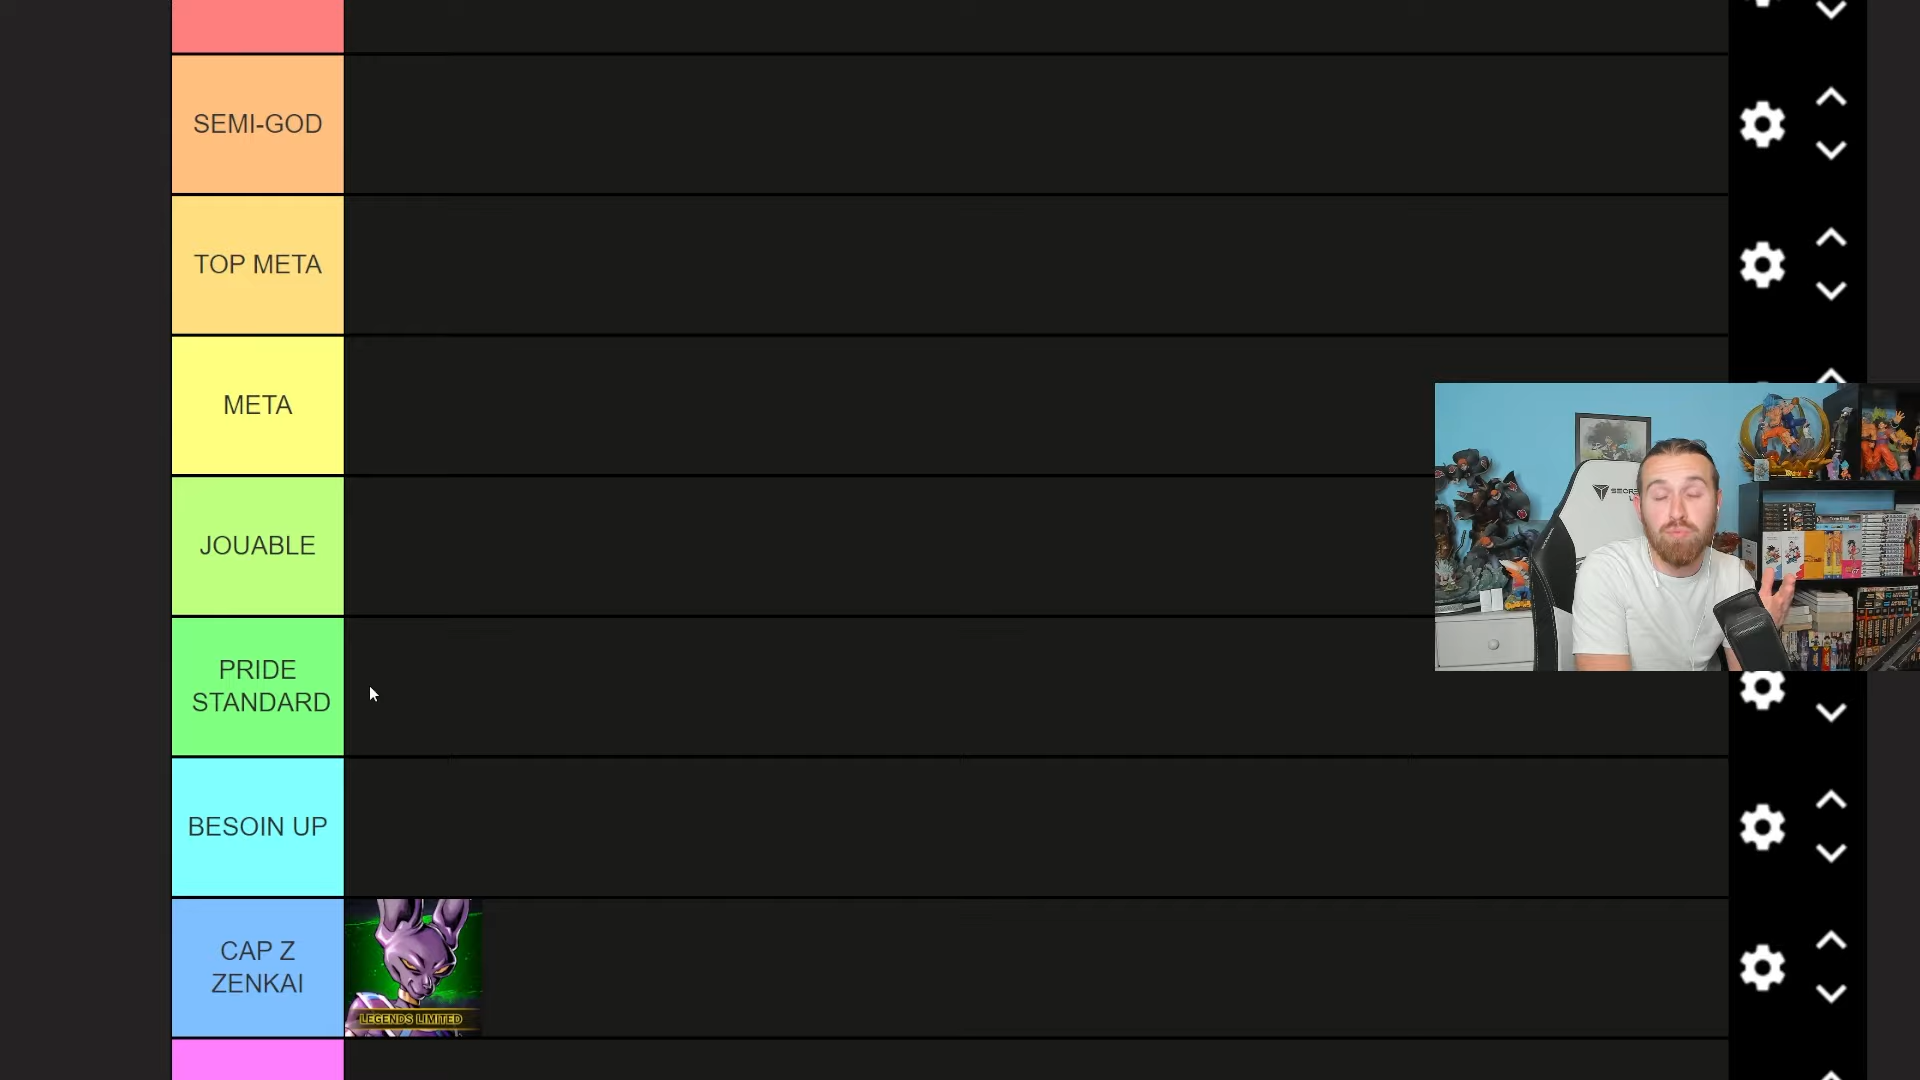 SEMI-GOD
TOP META
META
JOUABLE
PRIDE
STANDARD
BESOIN UP
CAP Z
ZENKAI
LEGENDS LIMITED